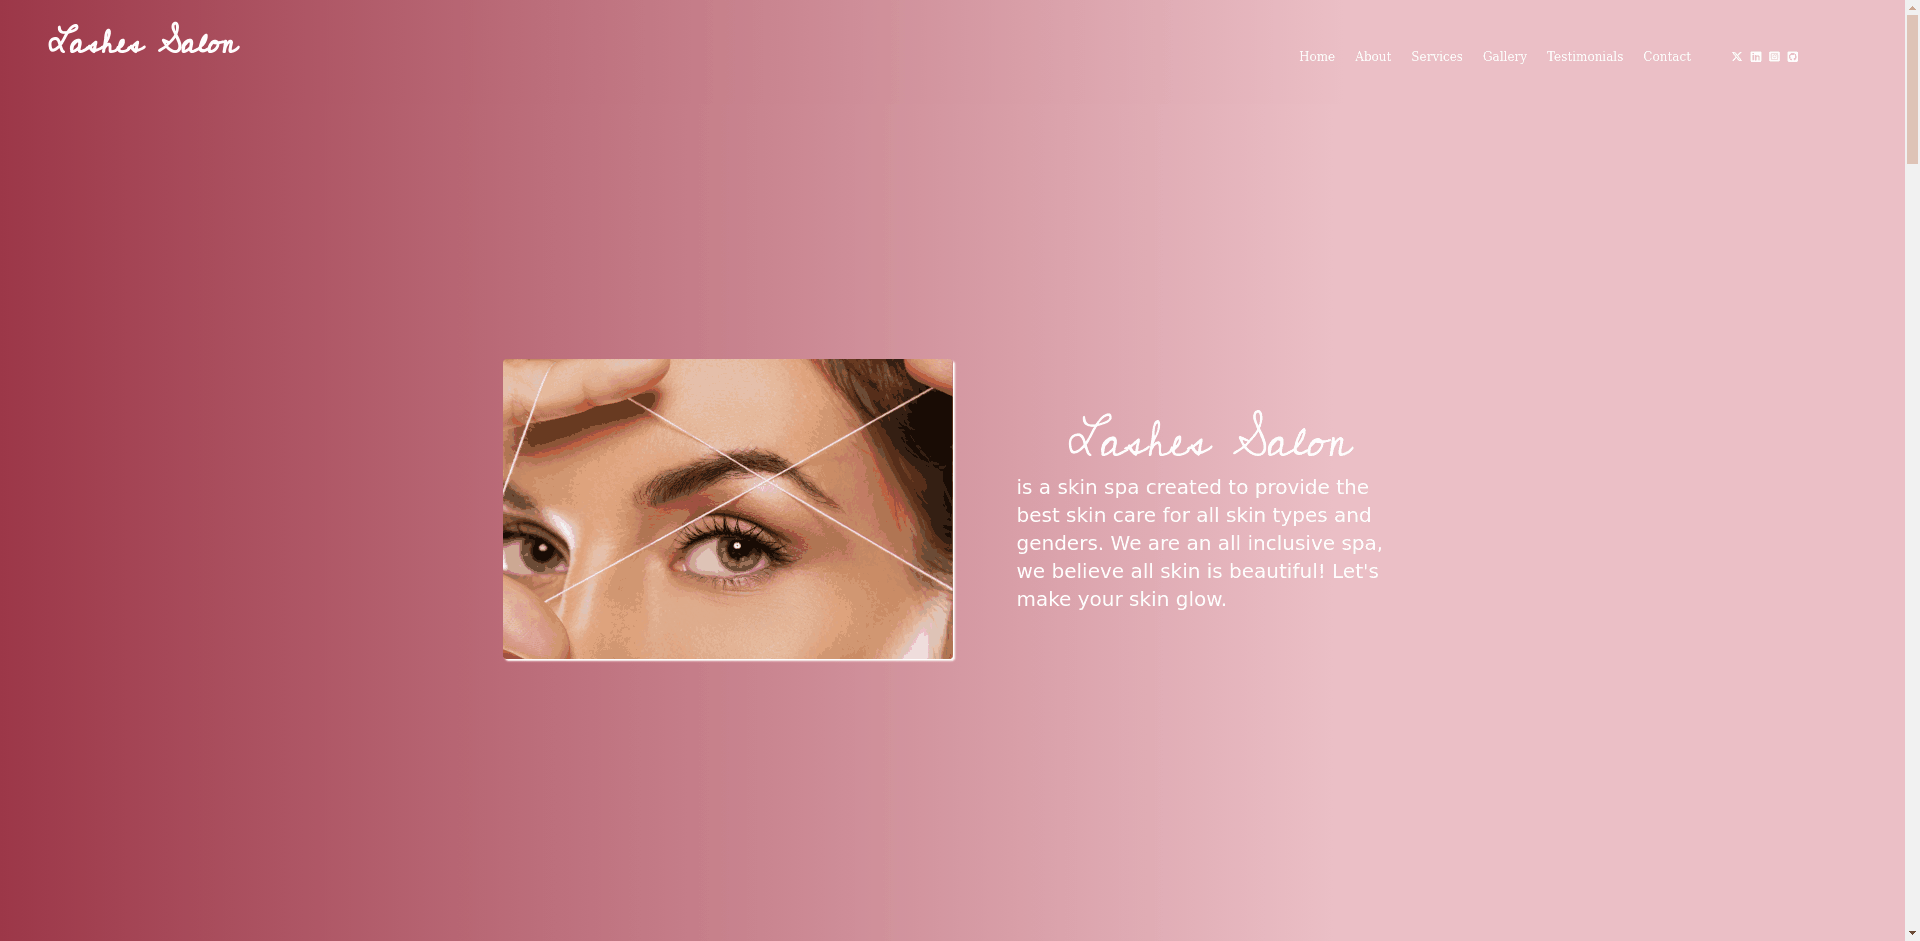 Lashes Salon
Home About Services Gallery Testimonials Contact
Lashes Salon
is a skin spa created to provide the
best skin care for all skin types and
genders. We are an all inclusive spa,
we believe all skin is beautiful! Let's
make your skin glow.